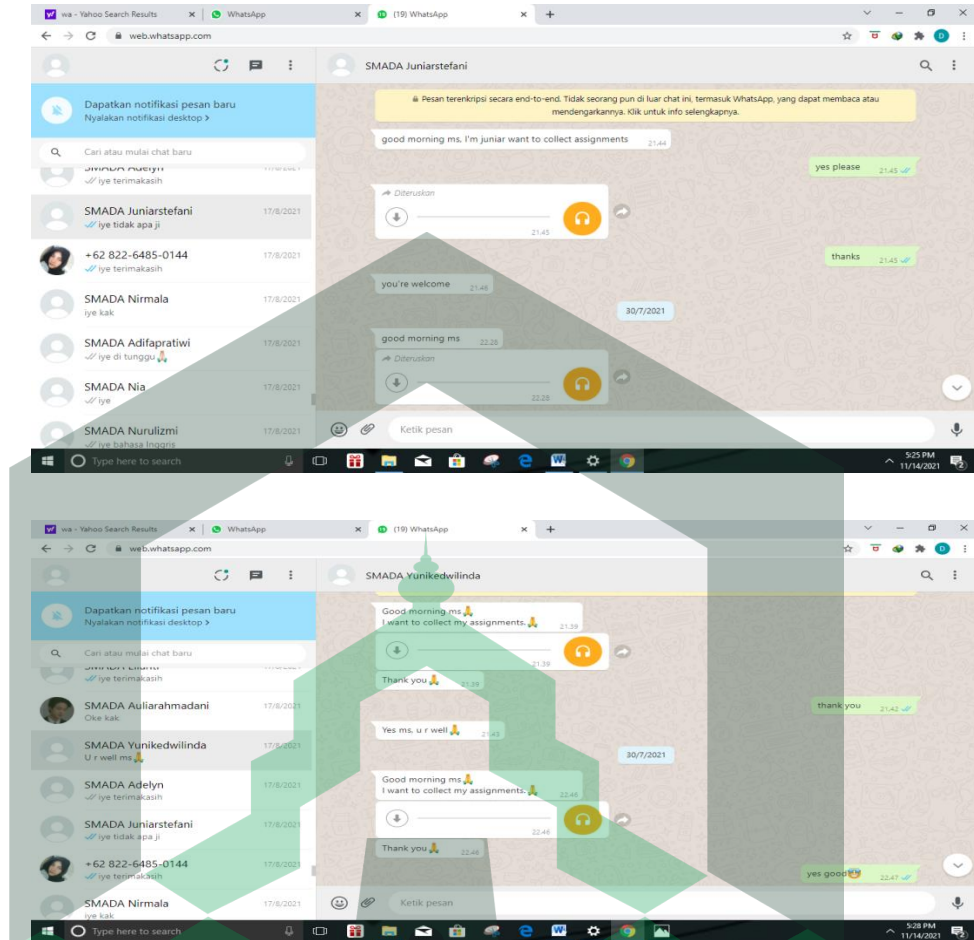 wa - Yahoo Search Results
WhatsApp
(19) WhatsApp
web.whatsapp.com
D
SMADA Juniarstefani
Dapatkan notifikasi pesan baru
Nyalakan notifikasi desktop >
Cari atau mulai chat baru
SMADA Adelyn 17/8/2021
iye terimakasih
SMADA Juniarstefani 17/8/2021
iye tidak apa ji
+62 822-6485-0144 17/8/2021
iye terimakasih
SMADA Nirmala 17/8/2021
iye kak
SMADA Adifapratiwi 17/8/2021
iye di tunggu🙏
SMADA Nia 17/8/2021
iye
SMADA Nurulizmi 17/8/2021
iye bahasa Inggris
Pesan terenkripsi secara end-to-end. Tidak seorang pun di luar chat ini, termasuk WhatsApp, yang dapat membaca atau
mendengarkannya. Klik untuk info selengkapnya.
good morning ms, I'm juniar want to collect assignments 21.44
yes please 21.45
Diteruskan
21.45
thanks 21.45
you're welcome 21.46
30/7/2021
good morning ms 22.28
Diteruskan
22.28
Ketik pesan
Type here to search
5:25 PM
11/14/2021
2
wa - Yahoo Search Results
WhatsApp
(19) WhatsApp
web.whatsapp.com
D
SMADA Yunikedwilinda
Dapatkan notifikasi pesan baru
Nyalakan notifikasi desktop >
Cari atau mulai chat baru
iye terimakasih
SMADA Auliarahmadani 17/8/2021
Oke kak
SMADA Yunikedwilinda 17/8/2021
U r well ms🙏
SMADA Adelyn 17/8/2021
iye terimakasih
SMADA Juniarstefani 17/8/2021
iye tidak apa ji
+62 822-6485-0144 17/8/2021
iye terimakasih
SMADA Nirmala 17/8/2021
iye kak
Good morning ms🙏
I want to collect my assignments.🙏 21.39
21.39
Thank you🙏 21.39
thank you 21.42
Yes ms, u r well🙏 21.43
30/7/2021
Good morning ms🙏
I want to collect my assignments.🙏 22.46
22.46
Thank you🙏 22.46
yes good😇 22.47
Ketik pesan
Type here to search
5:28 PM
11/14/2021
2